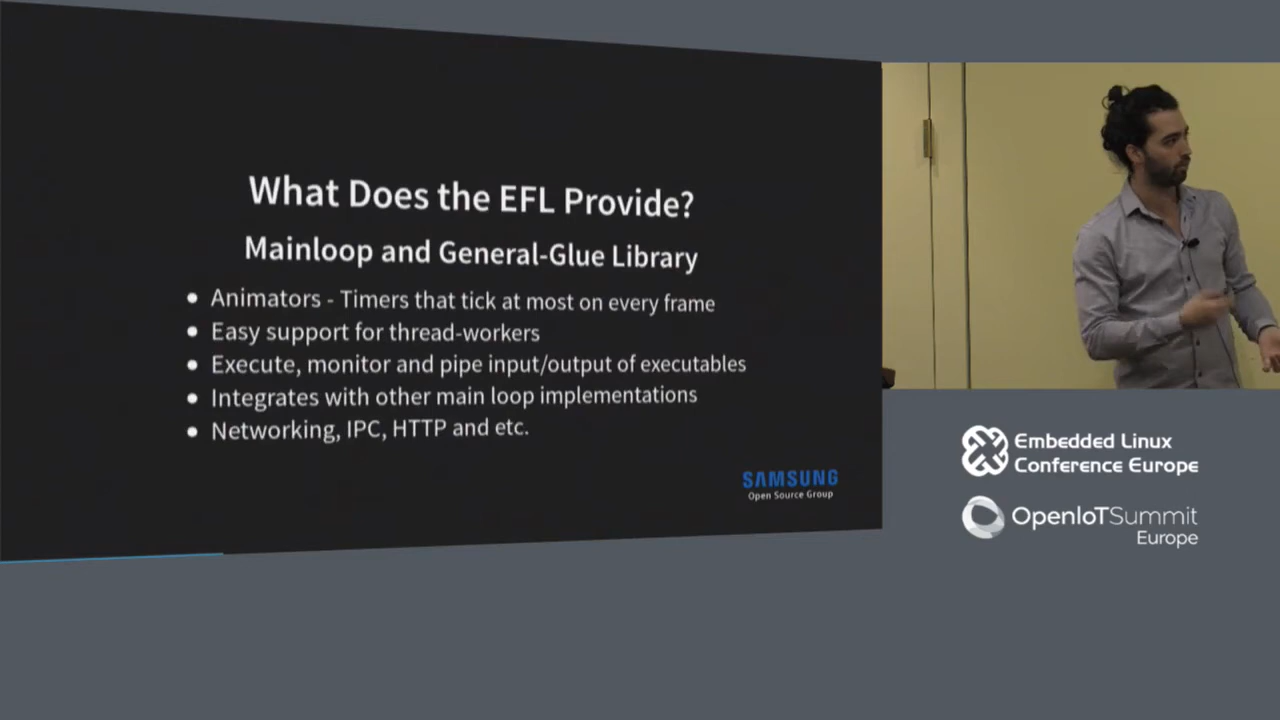 What Does the EFL Provide?
Mainloop and General-Glue Library
• Animators - Timers that tick at most on every frame
• Easy support for thread-workers
• Execute, monitor and pipe input/output of executables
• Integrates with other main loop implementations
• Networking, IPC, HTTP and etc.
SAMSUNG
Open Source Group
Embedded Linux
Conference Europe
OpenIoTSummit
Europe